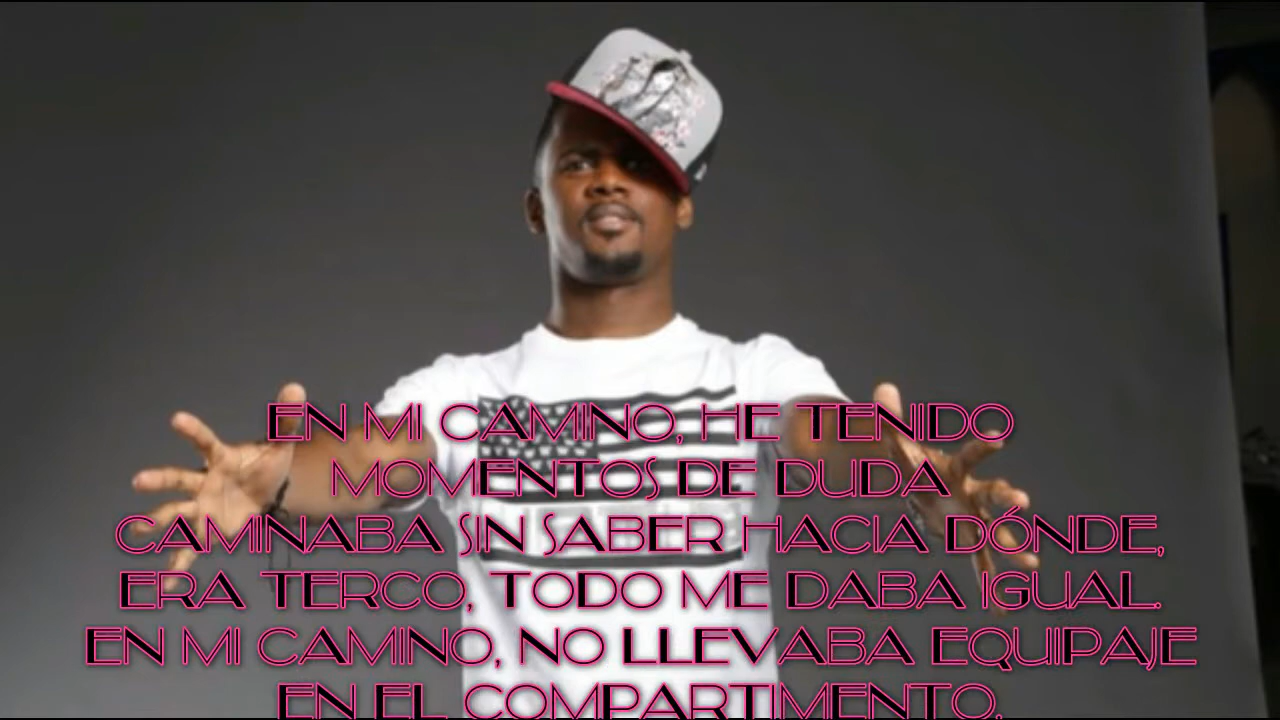 EN MI CAMINO, HE TENIDO
MOMENTOS DE DUDA
CAMINABA SIN SABER HACIA DÓNDE,
ERA TERCO, TODO ME DABA IGUAL.
EN MI CAMINO, NO LLEVABA EQUIPAJE
EN EL COMPARTIMENTO.